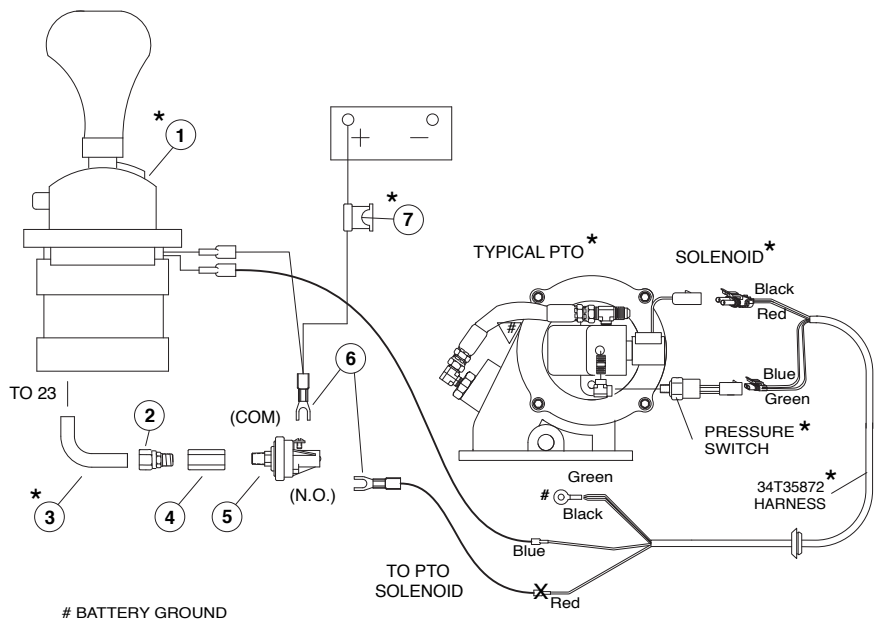 * 1
+ −
* 7
TYPICAL PTO *
SOLENOID *
#
Black
Red
Blue
Green
TO 23
6
2
(COM)
PRESSURE *
SWITCH
* 3
4
5
(N.O.)
Green
#
Black
*
34T35872
HARNESS
Blue
TO PTO
SOLENOID
X
Red
# BATTERY GROUND